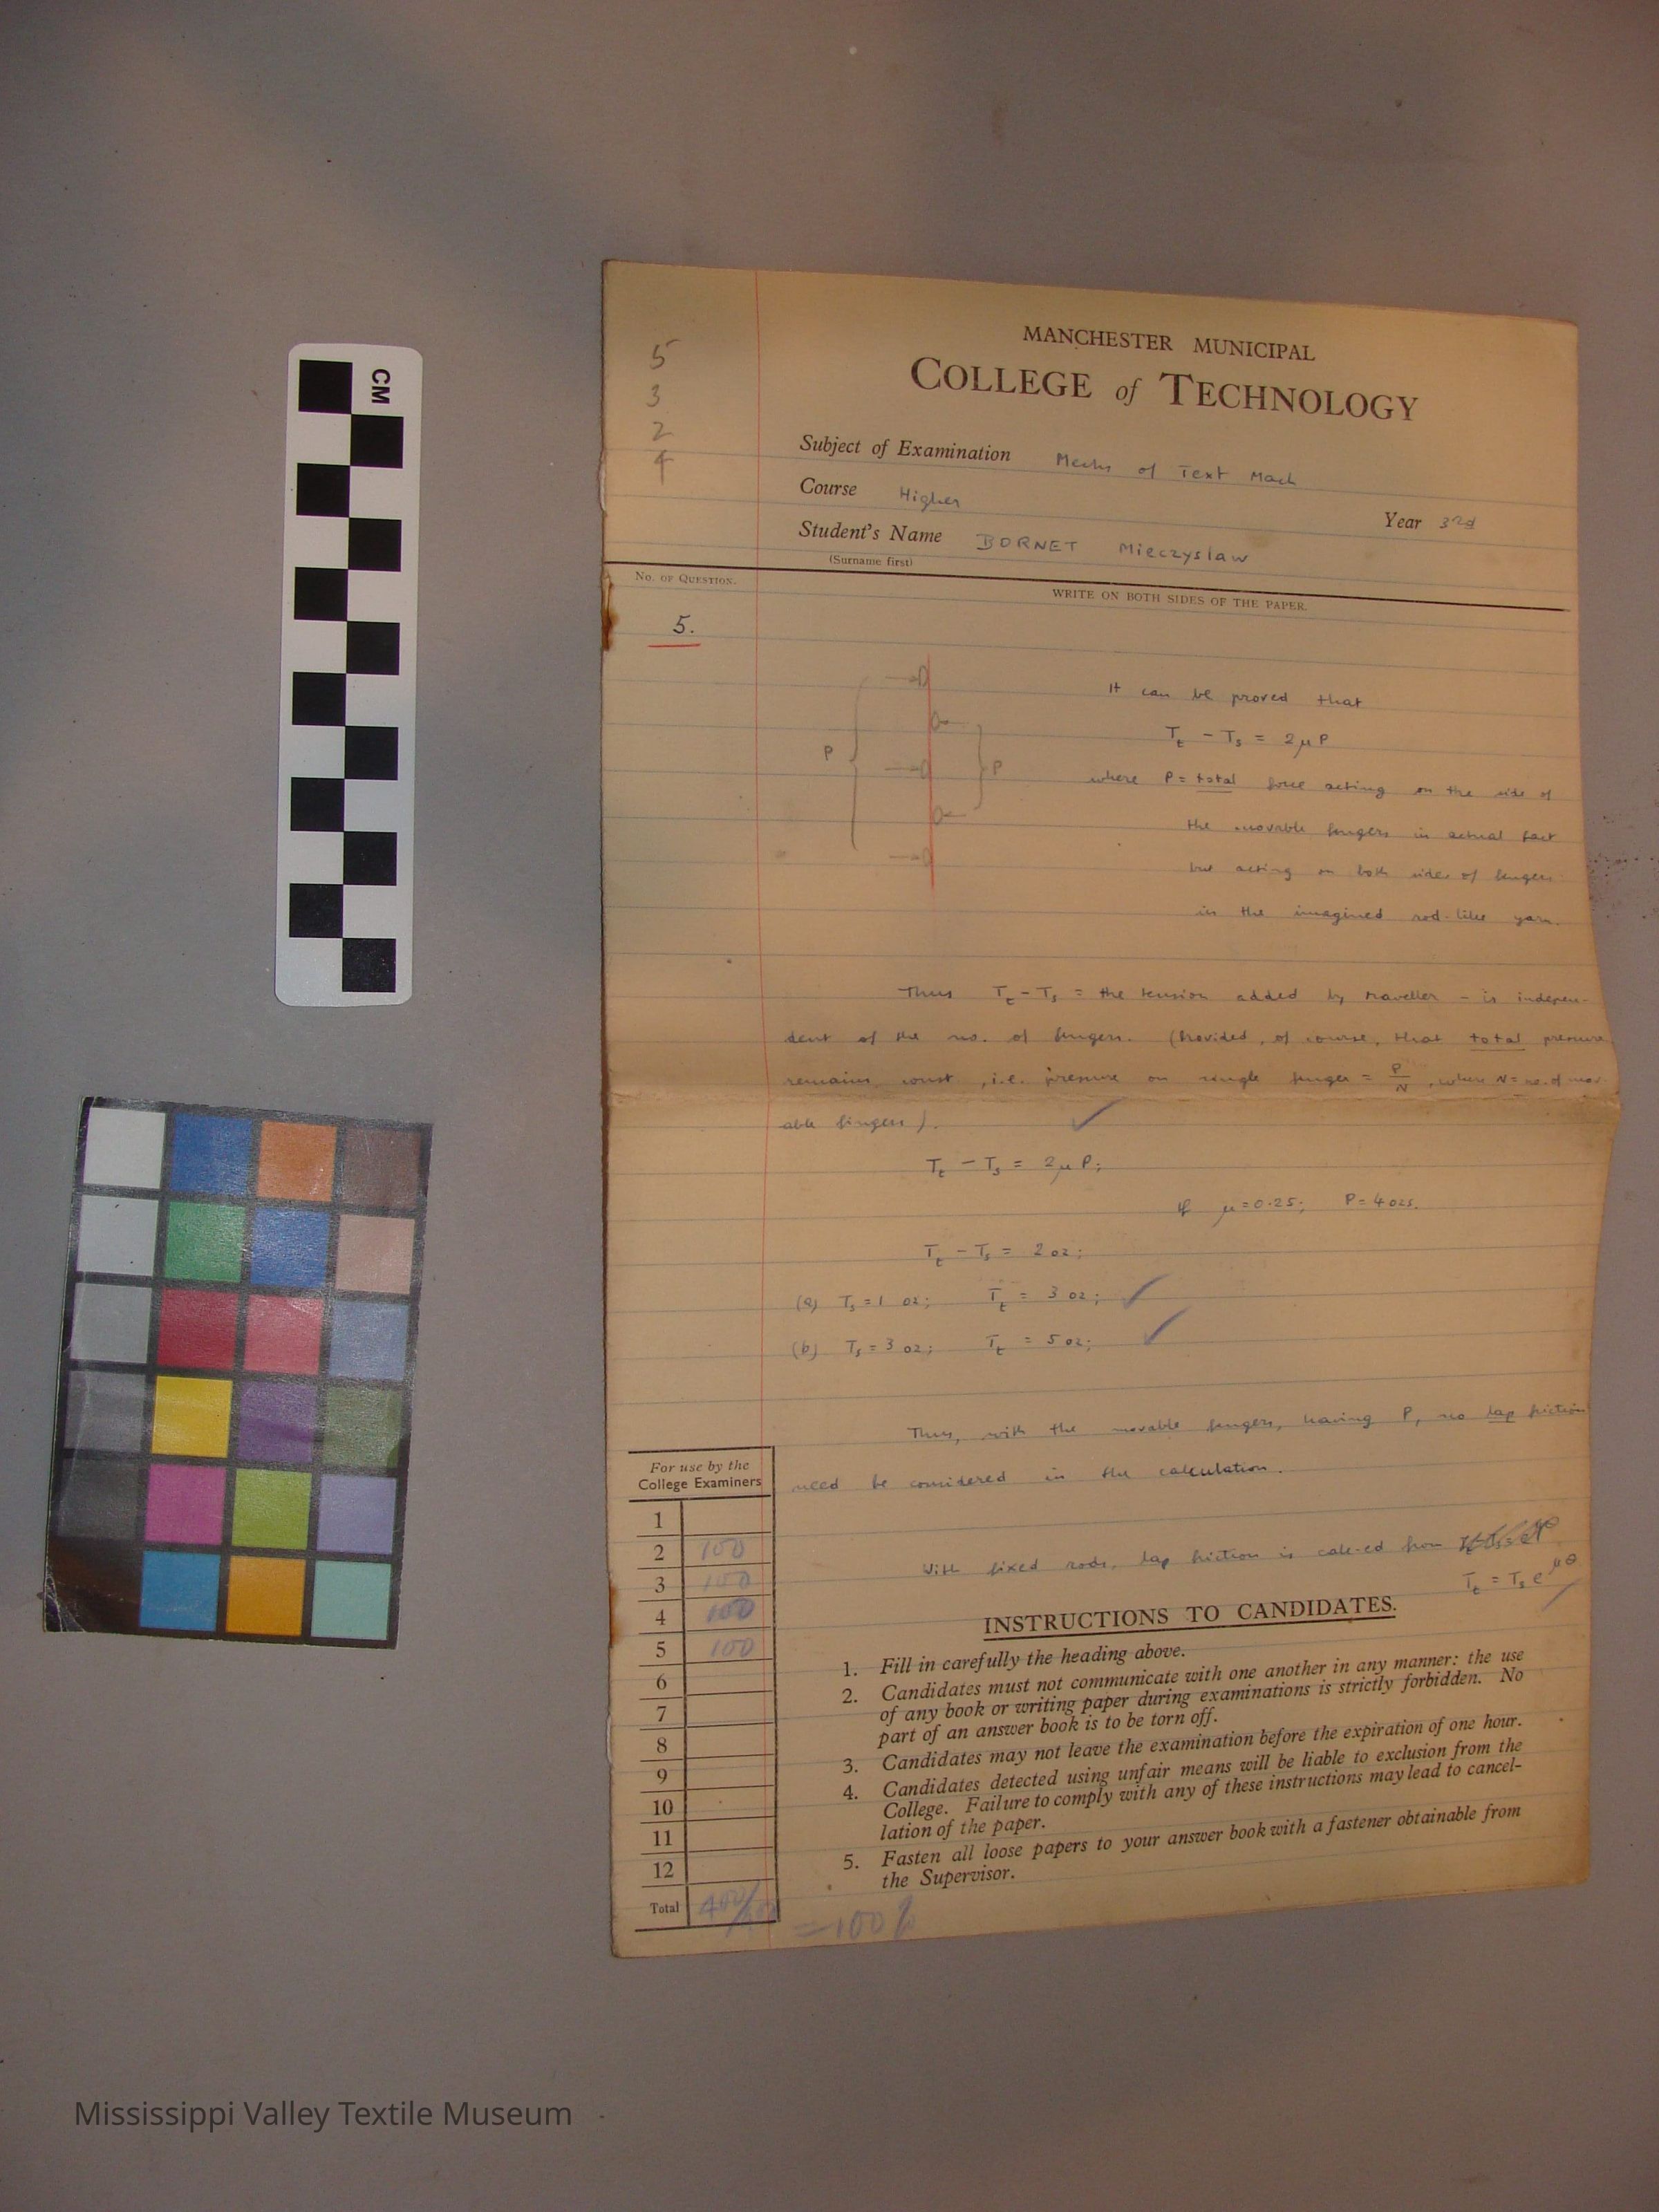 CM
5
3
2
4
MANCHESTER MUNICIPAL
COLLEGE of TECHNOLOGY
Subject of Examination Mechs of Text Mach
Course Higher
Year 3rd
Student's Name BORNET Mieczyslaw
(Surname first)
No. of Question.
WRITE ON BOTH SIDES OF THE PAPER.
5.
P P
It can be proved that
Tt - Ts = 2μP
where P = total force acting on the side of
the movable fingers in actual fact
but acting on both sides of fingers
in the imagined rod-like yarn.
Thus Tt - Ts = the tension added by traveller - is indepen-
dent of the no. of fingers. (Provided, of course, that total pressure
remains const, i.e. pressure on single finger = P/N, where N = no. of mov-
able fingers).
Tt - Ts = 2μP;
If μ = 0.25; P = 4 ozs.
Tt - Ts = 2 oz;
(a) Ts = 1 oz; Tt = 3 oz;
(b) Ts = 3 oz; Tt = 5 oz;
Thus, with the movable fingers, having P, no lap friction
need be considered in the calculation.
With fixed rods, lap friction is calc-ed from
Tt = Ts e^μθ
For use by the
College Examiners
1
2 100
3 100
4 100
5 100
6
7
8
9
10
11
12
Total 400/400 = 100%
INSTRUCTIONS TO CANDIDATES.
1. Fill in carefully the heading above.
2. Candidates must not communicate with one another in any manner: the use
of any book or writing paper during examinations is strictly forbidden. No
part of an answer book is to be torn off.
3. Candidates may not leave the examination before the expiration of one hour.
4. Candidates detected using unfair means will be liable to exclusion from the
College. Failure to comply with any of these instructions may lead to cancel-
lation of the paper.
5. Fasten all loose papers to your answer book with a fastener obtainable from
the Supervisor.
Mississippi Valley Textile Museum